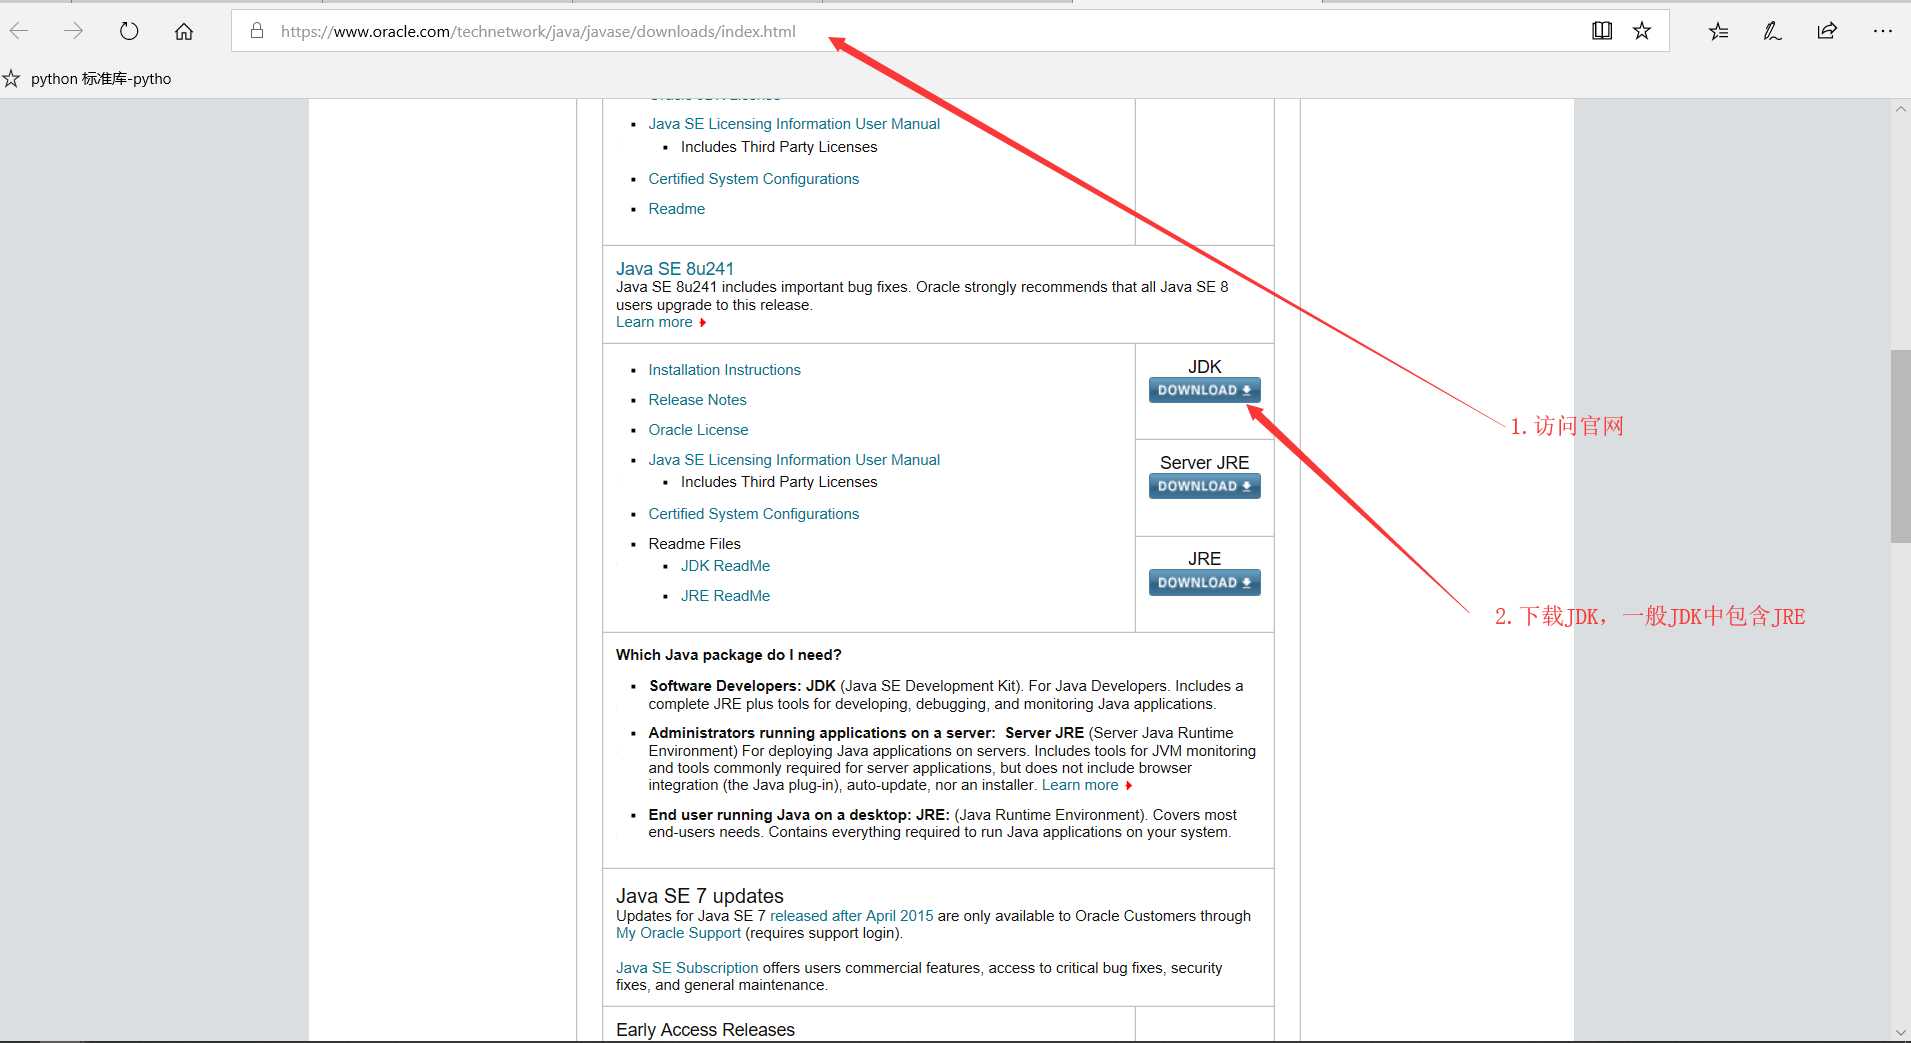 https://www.oracle.com/technetwork/java/javase/downloads/index.html
python 标准库-pytho
Java SE Licensing Information User Manual
Includes Third Party Licenses
Certified System Configurations
Readme
Java SE 8u241
Java SE 8u241 includes important bug fixes. Oracle strongly recommends that all Java SE 8
users upgrade to this release.
Learn more
Installation Instructions
Release Notes
Oracle License
Java SE Licensing Information User Manual
Includes Third Party Licenses
Certified System Configurations
Readme Files
JDK ReadMe
JRE ReadMe
JDK
DOWNLOAD
Server JRE
DOWNLOAD
JRE
DOWNLOAD
1.访问官网
2.下载JDK，一般JDK中包含JRE
Which Java package do I need?
Software Developers: JDK (Java SE Development Kit). For Java Developers. Includes a
complete JRE plus tools for developing, debugging, and monitoring Java applications.
Administrators running applications on a server: Server JRE (Server Java Runtime
Environment) For deploying Java applications on servers. Includes tools for JVM monitoring
and tools commonly required for server applications, but does not include browser
integration (the Java plug-in), auto-update, nor an installer. Learn more
End user running Java on a desktop: JRE: (Java Runtime Environment). Covers most
end-users needs. Contains everything required to run Java applications on your system.
Java SE 7 updates
Updates for Java SE 7 released after April 2015 are only available to Oracle Customers through
My Oracle Support (requires support login).
Java SE Subscription offers users commercial features, access to critical bug fixes, security
fixes, and general maintenance.
Early Access Releases